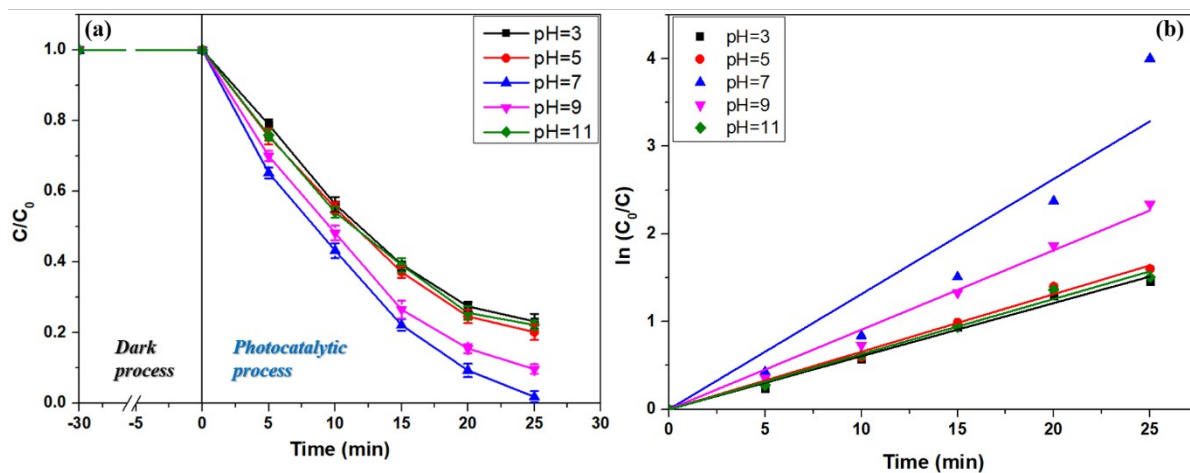 (a)
pH=3
pH=5
pH=7
pH=9
pH=11
C/C₀
1.0
0.8
0.6
0.4
0.2
0.0
Dark
process
Photocatalytic
process
-30 -5 0 5 10 15 20 25 30
Time (min)
(b)
pH=3
pH=5
pH=7
pH=9
pH=11
ln (C₀/C)
4
3
2
1
0
0 5 10 15 20 25
Time (min)